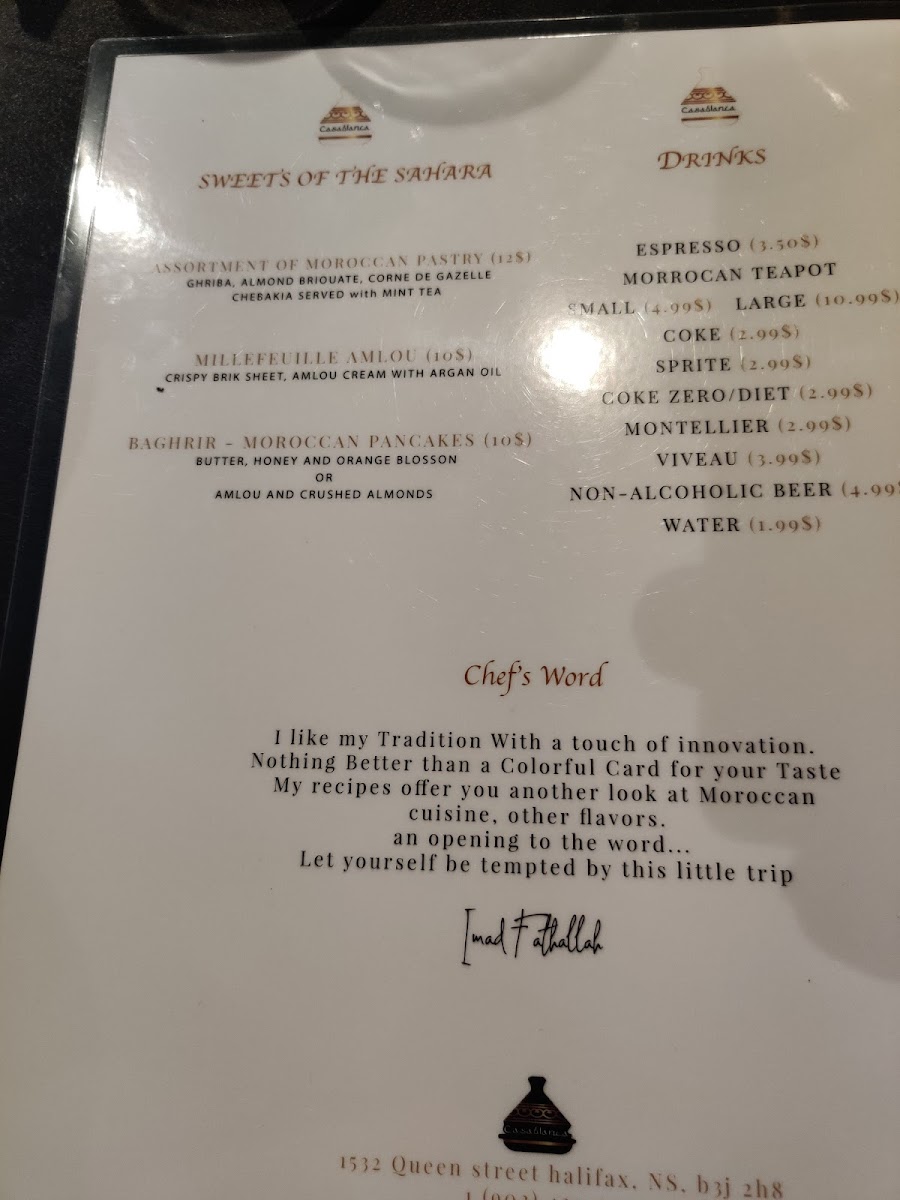 Casablanca
SWEETS OF THE SAHARA
ASSORTMENT OF MOROCCAN PASTRY (12$)
GHRIBA, ALMOND BRIOUATE, CORNE DE GAZELLE
CHEBAKIA SERVED with MINT TEA
MILLEFEUILLE AMLOU (10$)
CRISPY BRIK SHEET, AMLOU CREAM WITH ARGAN OIL
BAGHRIR - MOROCCAN PANCAKES (10$)
BUTTER, HONEY AND ORANGE BLOSSON
OR
AMLOU AND CRUSHED ALMONDS
Casablanca
DRINKS
ESPRESSO (3.50$)
MORROCAN TEAPOT
SMALL (4.99$) LARGE (10.99$)
COKE (2.99$)
SPRITE (2.99$)
COKE ZERO/DIET (2.99$)
MONTELLIER (2.99$)
VIVEAU (3.99$)
NON-ALCOHOLIC BEER (4.99$
WATER (1.99$)
Chef's Word
I like my Tradition With a touch of innovation.
Nothing Better than a Colorful Card for your Taste
My recipes offer you another look at Moroccan
cuisine, other flavors.
an opening to the word...
Let yourself be tempted by this little trip
Imad Fathallah
Casablanca
1532 Queen street halifax. NS, b3j 2h8